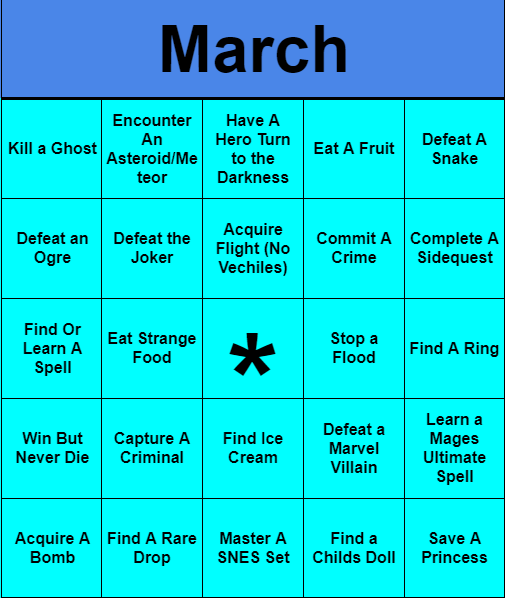 March
Kill a Ghost
Encounter
An
Asteroid/Me
teor
Have A
Hero Turn
to the
Darkness
Eat A Fruit
Defeat A
Snake
Defeat an
Ogre
Defeat the
Joker
Acquire
Flight (No
Vechiles)
Commit A
Crime
Complete A
Sidequest
Find Or
Learn A
Spell
Eat Strange
Food
*
Stop a
Flood
Find A Ring
Win But
Never Die
Capture A
Criminal
Find Ice
Cream
Defeat a
Marvel
Villain
Learn a
Mages
Ultimate
Spell
Acquire A
Bomb
Find A Rare
Drop
Master A
SNES Set
Find a
Childs Doll
Save A
Princess